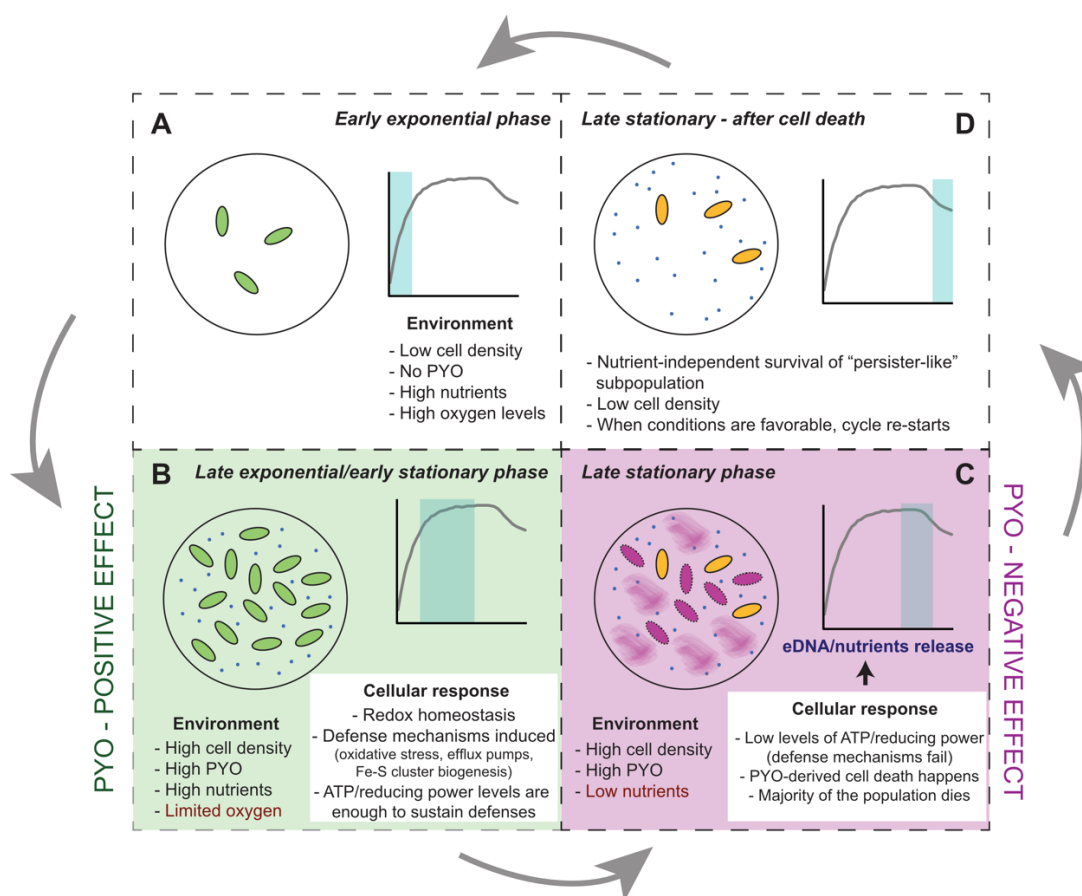 A
Early exponential phase
Environment
- Low cell density
- No PYO
- High nutrients
- High oxygen levels
Late stationary - after cell death
D
- Nutrient-independent survival of “persister-like”
subpopulation
- Low cell density
- When conditions are favorable, cycle re-starts
PYO - POSITIVE EFFECT
B
Late exponential/early stationary phase
Environment
- High cell density
- High PYO
- High nutrients
- Limited oxygen
Cellular response
- Redox homeostasis
- Defense mechanisms induced
(oxidative stress, efflux pumps,
Fe-S cluster biogenesis)
- ATP/reducing power levels are
enough to sustain defenses
Late stationary phase
C
eDNA/nutrients release
Environment
- High cell density
- High PYO
- Low nutrients
Cellular response
- Low levels of ATP/reducing power
(defense mechanisms fail)
- PYO-derived cell death happens
- Majority of the population dies
PYO - NEGATIVE EFFECT